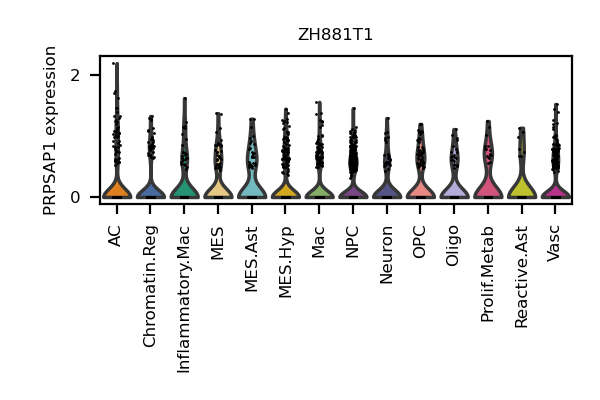 ZH881T1
PRPSAP1 expression
2
0
AC
Chromatin.Reg
Inflammatory.Mac
MES
MES.Ast
MES.Hyp
Mac
NPC
Neuron
OPC
Oligo
Prolif.Metab
Reactive.Ast
Vasc